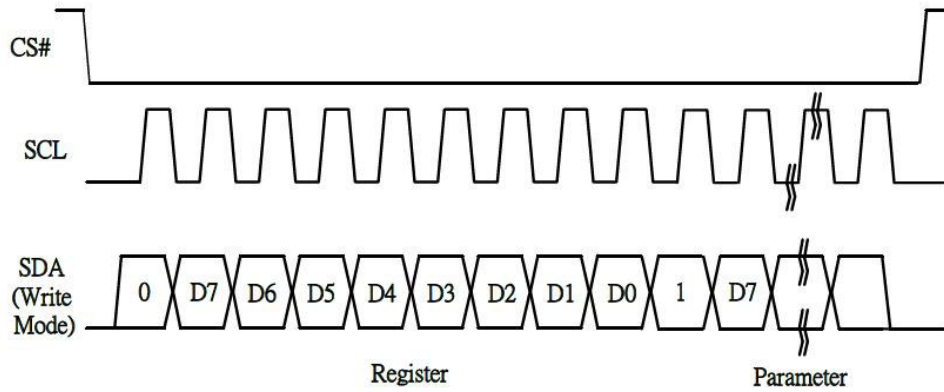 CS#
SCL
SDA
(Write
Mode)
0 D7 D6 D5 D4 D3 D2 D1 D0 1 D7
Register Parameter